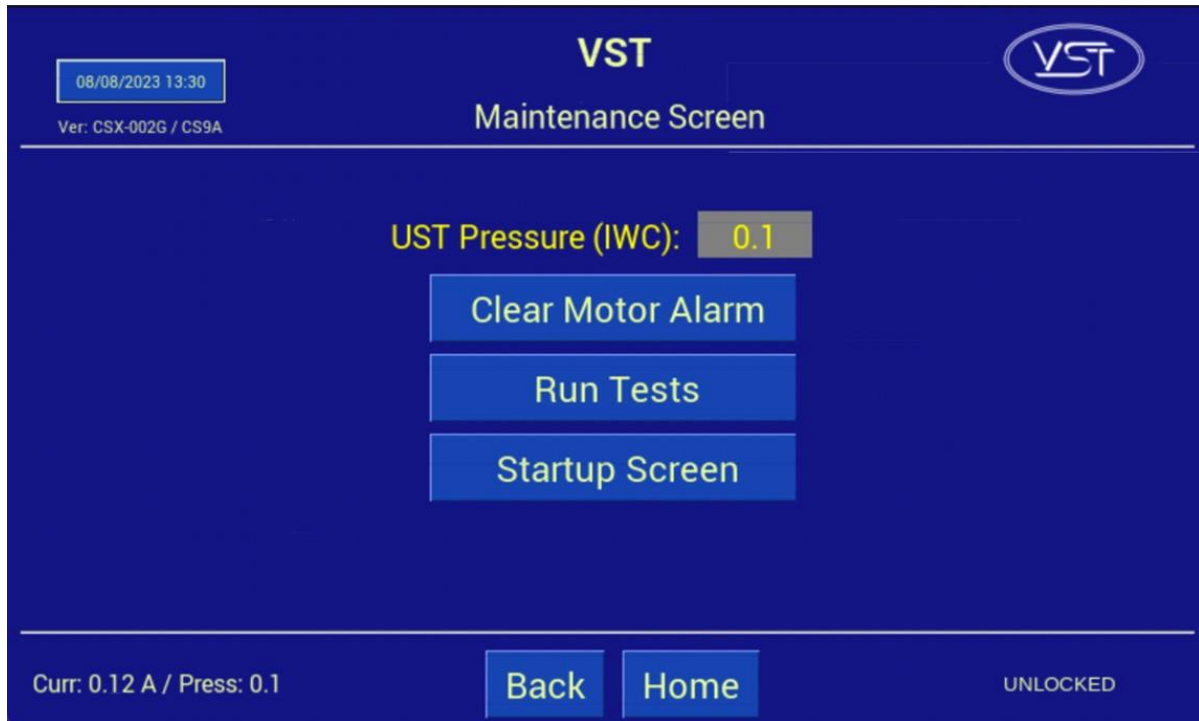 VST
08/08/2023 13:30
VST
Ver: CSX-002G / CS9A
Maintenance Screen
UST Pressure (IWC): 0.1
Clear Motor Alarm
Run Tests
Startup Screen
Curr: 0.12 A / Press: 0.1
Back
Home
UNLOCKED